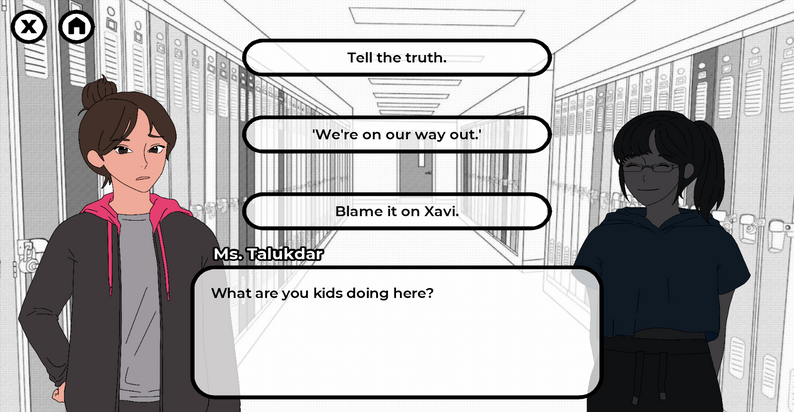 X
Tell the truth.
'We're on our way out.'
Blame it on Xavi.
Ms. Talukdar
What are you kids doing here?